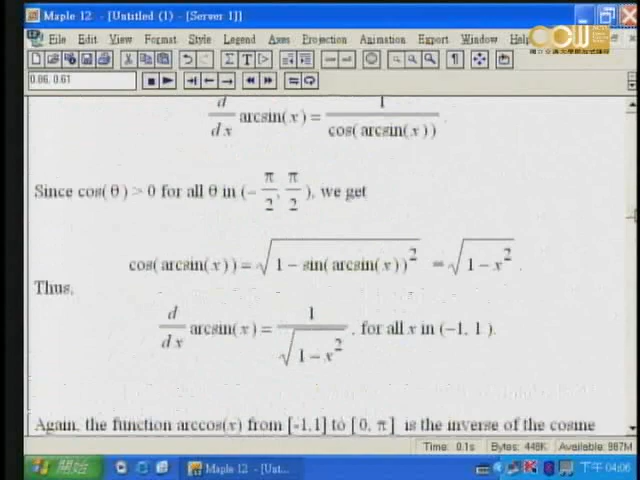 Maple 12 - [Untitled (1) - [Server 1]]
File Edit View Format Style Legend Axes Projection Animation Export Window Help
0.06, 0.61
d/dx arcsin(x) = 1/cos(arcsin(x))
Since cos(θ) > 0 for all θ in (-π/2, π/2), we get
cos(arcsin(x)) = √(1 - sin(arcsin(x))^2) = √(1 - x^2).
Thus,
d/dx arcsin(x) = 1/√(1 - x^2), for all x in (-1, 1).
Again, the function arccos(x) from [-1,1] to [0, π] is the inverse of the cosine
Time: 0.1s Bytes: 448K Available: 987M
開始 Maple 12 - [Unt... 下午 04:06